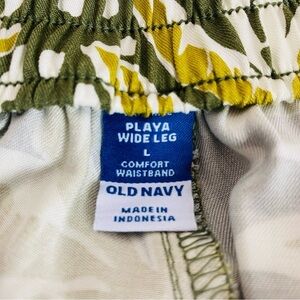 PLAYA
WIDE LEG
L
COMFORT
WAISTBAND
OLD NAVY
MADE IN
INDONESIA